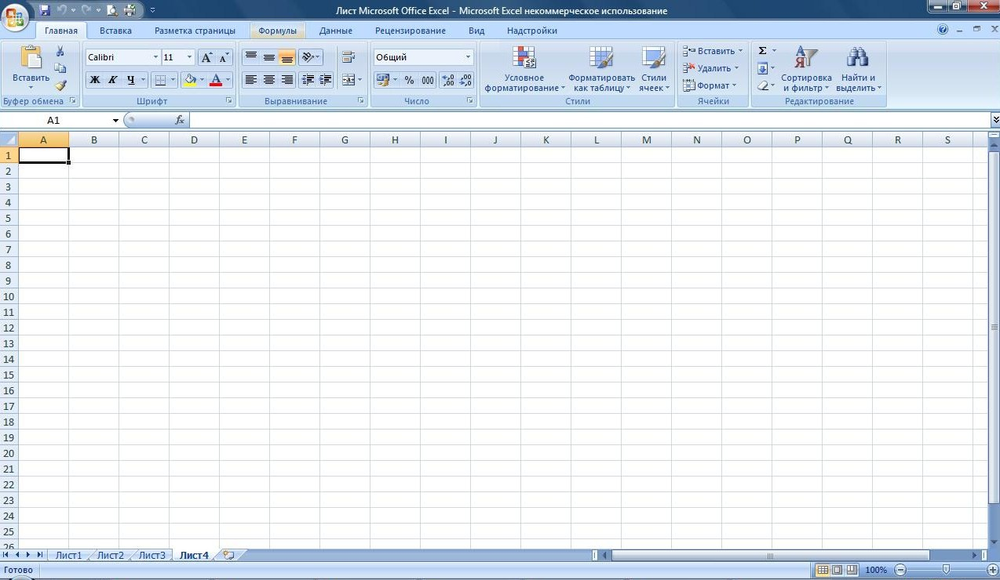 Лист Microsoft Office Excel - Microsoft Excel некоммерческое использование
Главная Вставка Разметка страницы Формулы Данные Рецензирование Вид Надстройки
Calibri 11 Общий
Вставить
Ж К Ч
% 000
Условное форматирование
Форматировать как таблицу
Стили ячеек
Вставить
Удалить
Формат
Σ
Сортировка и фильтр
Найти и выделить
Буфер обмена Шрифт Выравнивание Число Стили Ячейки Редактирование
A1 fx
A B C D E F G H I J K L M N O P Q R S
1
2
3
4
5
6
7
8
9
10
11
12
13
14
15
16
17
18
19
20
21
22
23
24
25
26
Лист1 Лист2 Лист3 Лист4
Готово 100%